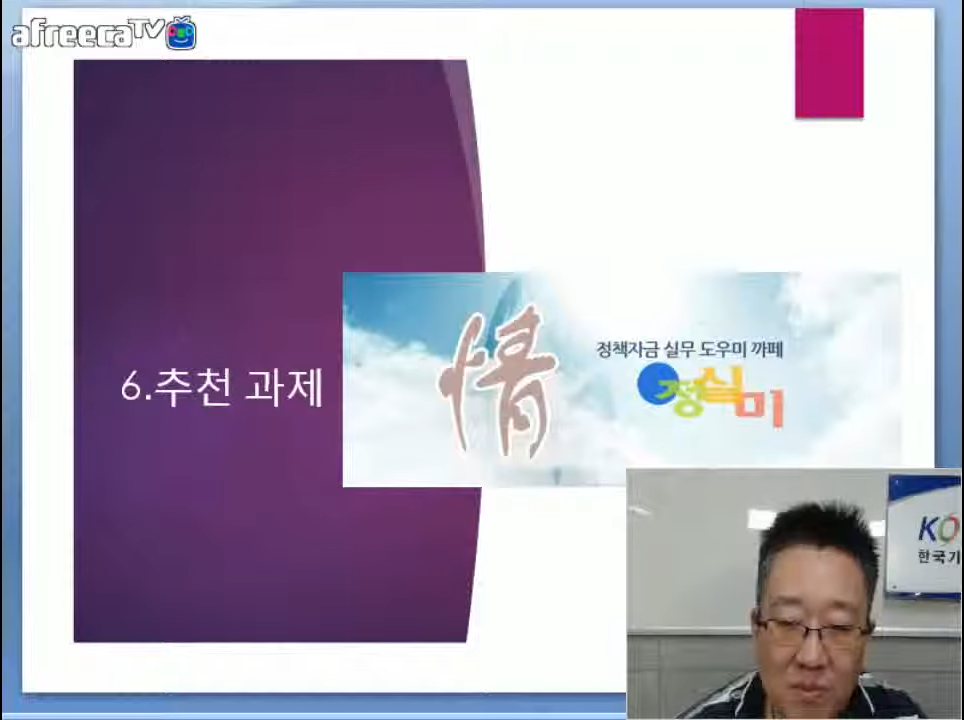 afreecaTV
6.추천 과제
情
정책자금 실무 도우미 까페
정실미
KO
한국기